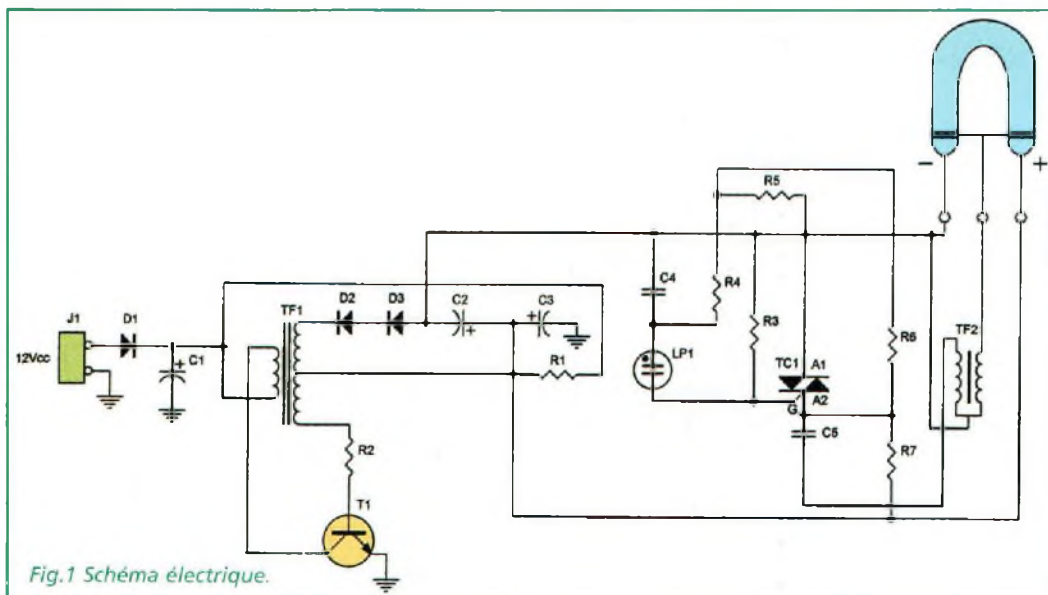 R5
C4
R4
R3
R6
TF2
LP1
TC1
A1
A2
G
C5
R7
J1
D1
12Vcc
C1
TF1
D2
D3
C2
C3
R1
R2
T1
+
+
+
−
+
Fig.1 Schéma électrique.